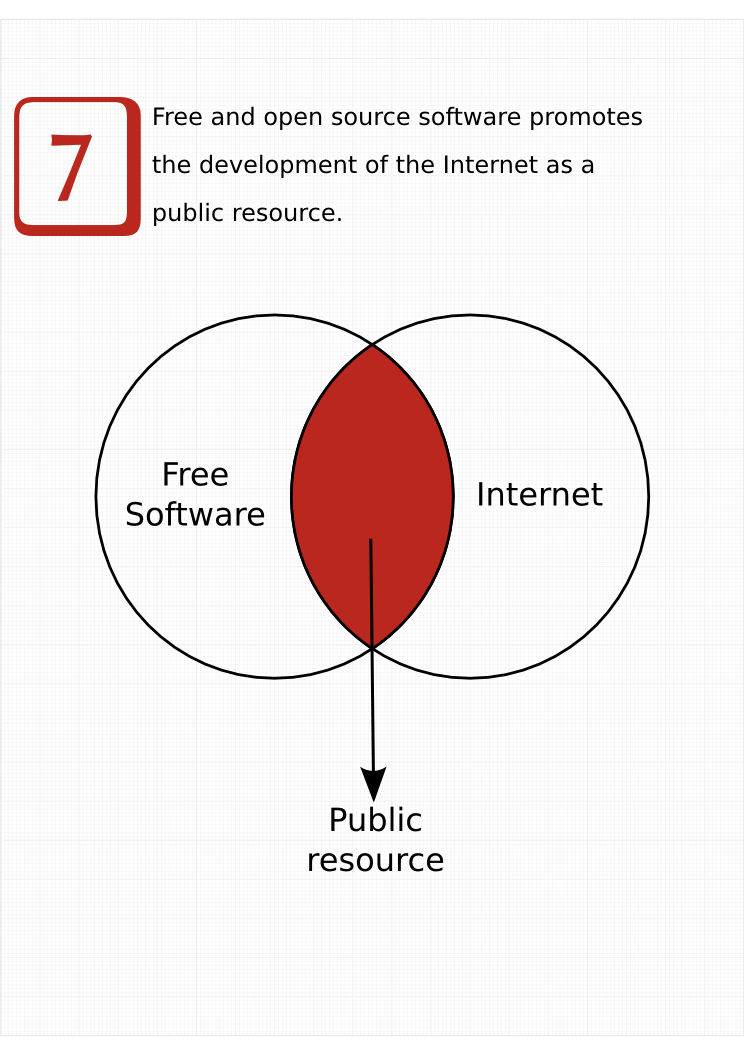 7
Free and open source software promotes
the development of the Internet as a
public resource.
Free
Software
Internet
Public
resource